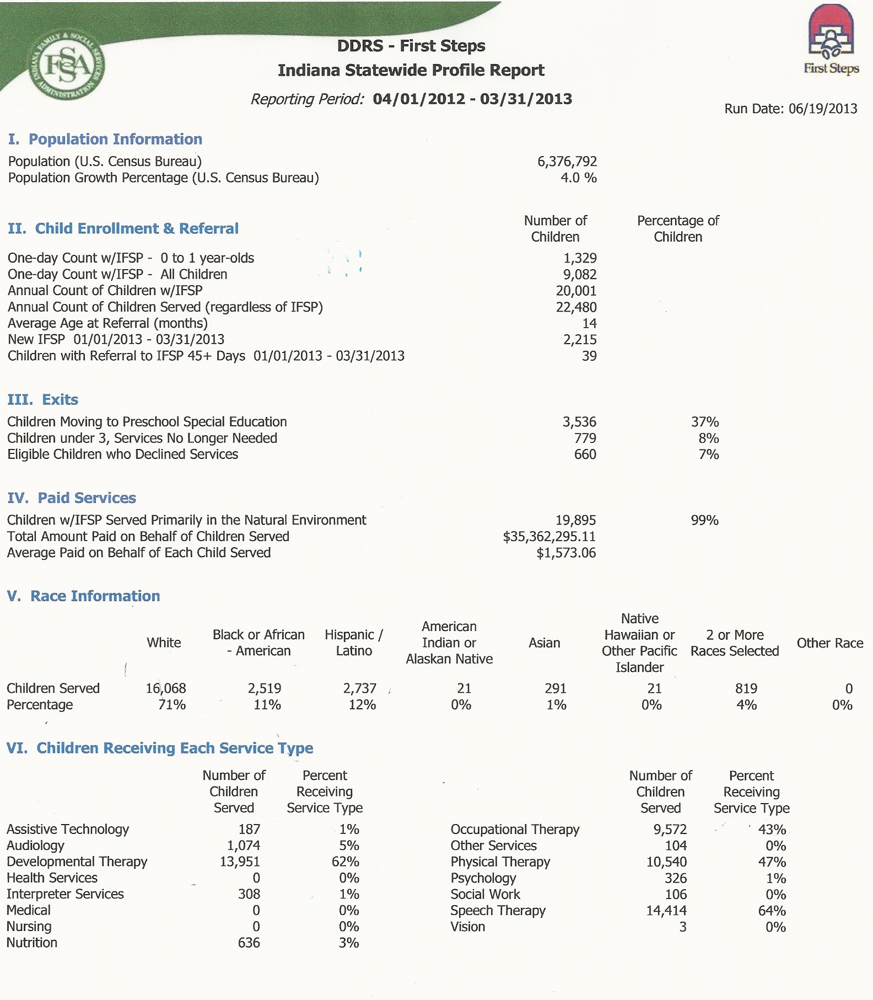 INDIANA FAMILY & SOCIAL SERVICES ADMINISTRATION
FSSA
First Steps
DDRS - First Steps
Indiana Statewide Profile Report
Reporting Period: 04/01/2012 - 03/31/2013
Run Date: 06/19/2013
I. Population Information
Population (U.S. Census Bureau) 6,376,792
Population Growth Percentage (U.S. Census Bureau) 4.0 %
II. Child Enrollment & Referral
Number of Percentage of
Children Children
One-day Count w/IFSP - 0 to 1 year-olds 1,329
One-day Count w/IFSP - All Children 9,082
Annual Count of Children w/IFSP 20,001
Annual Count of Children Served (regardless of IFSP) 22,480
Average Age at Referral (months) 14
New IFSP 01/01/2013 - 03/31/2013 2,215
Children with Referral to IFSP 45+ Days 01/01/2013 - 03/31/2013 39
III. Exits
Children Moving to Preschool Special Education 3,536 37%
Children under 3, Services No Longer Needed 779 8%
Eligible Children who Declined Services 660 7%
IV. Paid Services
Children w/IFSP Served Primarily in the Natural Environment 19,895 99%
Total Amount Paid on Behalf of Children Served $35,362,295.11
Average Paid on Behalf of Each Child Served $1,573.06
V. Race Information
White
Black or African
- American
Hispanic /
Latino
American
Indian or
Alaskan Native
Asian
Native
Hawaiian or
Other Pacific
Islander
2 or More
Races Selected
Other Race
Children Served 16,068 2,519 2,737 21 291 21 819 0
Percentage 71% 11% 12% 0% 1% 0% 4% 0%
VI. Children Receiving Each Service Type
Number of Percent
Children Receiving
Served Service Type
Assistive Technology 187 1%
Audiology 1,074 5%
Developmental Therapy 13,951 62%
Health Services 0 0%
Interpreter Services 308 1%
Medical 0 0%
Nursing 0 0%
Nutrition 636 3%
Number of Percent
Children Receiving
Served Service Type
Occupational Therapy 9,572 43%
Other Services 104 0%
Physical Therapy 10,540 47%
Psychology 326 1%
Social Work 106 0%
Speech Therapy 14,414 64%
Vision 3 0%